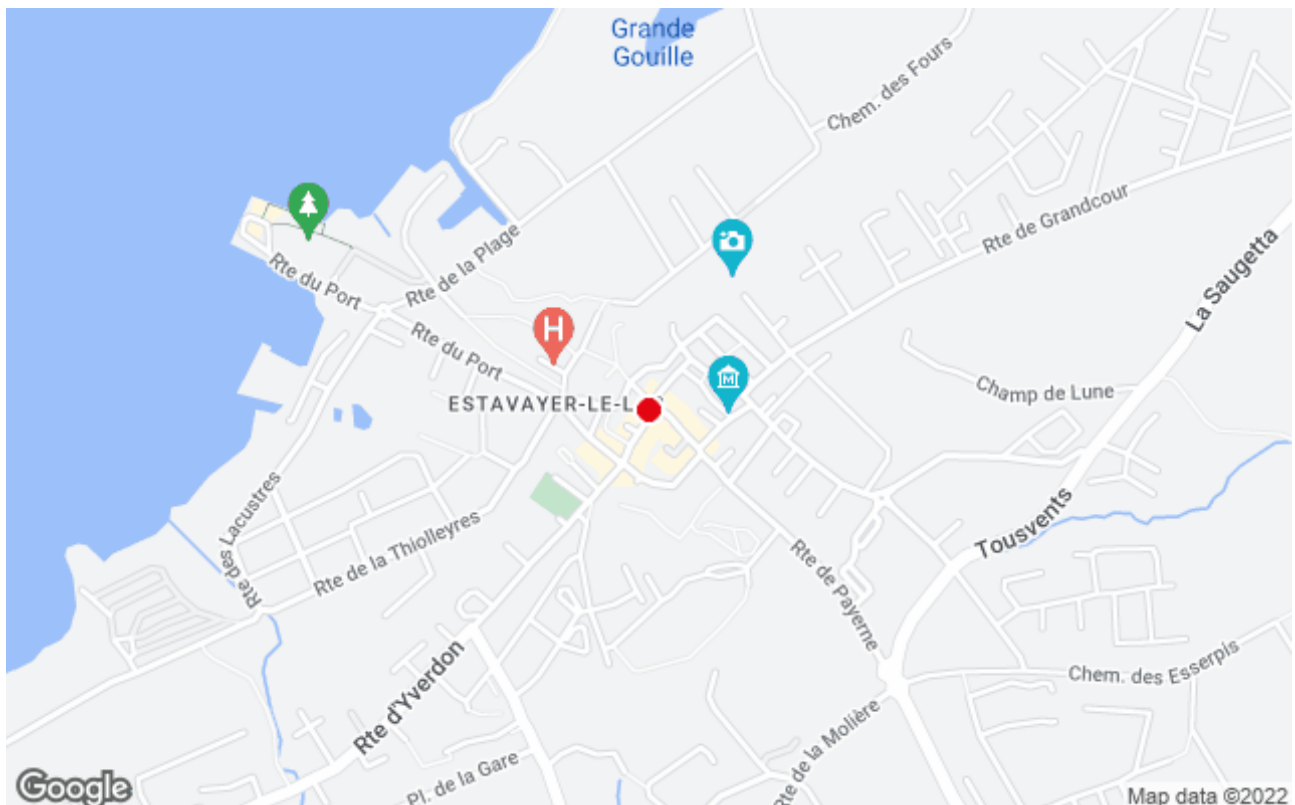 Grande
Gouille
Chem. des Fours
Rte de Grandcour
La Saugetta
Rte de la Plage
Rte du Port
Rte du Port
H
M
Champ de Lune
ESTAVAYER-LE-L
Rte des Lacustres
Rte de la Thiolleyres
Tousvents
Rte de Payerne
Rte d'Yverdon
Chem. des Esserpis
Rte de la Molière
Pl. de la Gare
Google
Map data ©2022